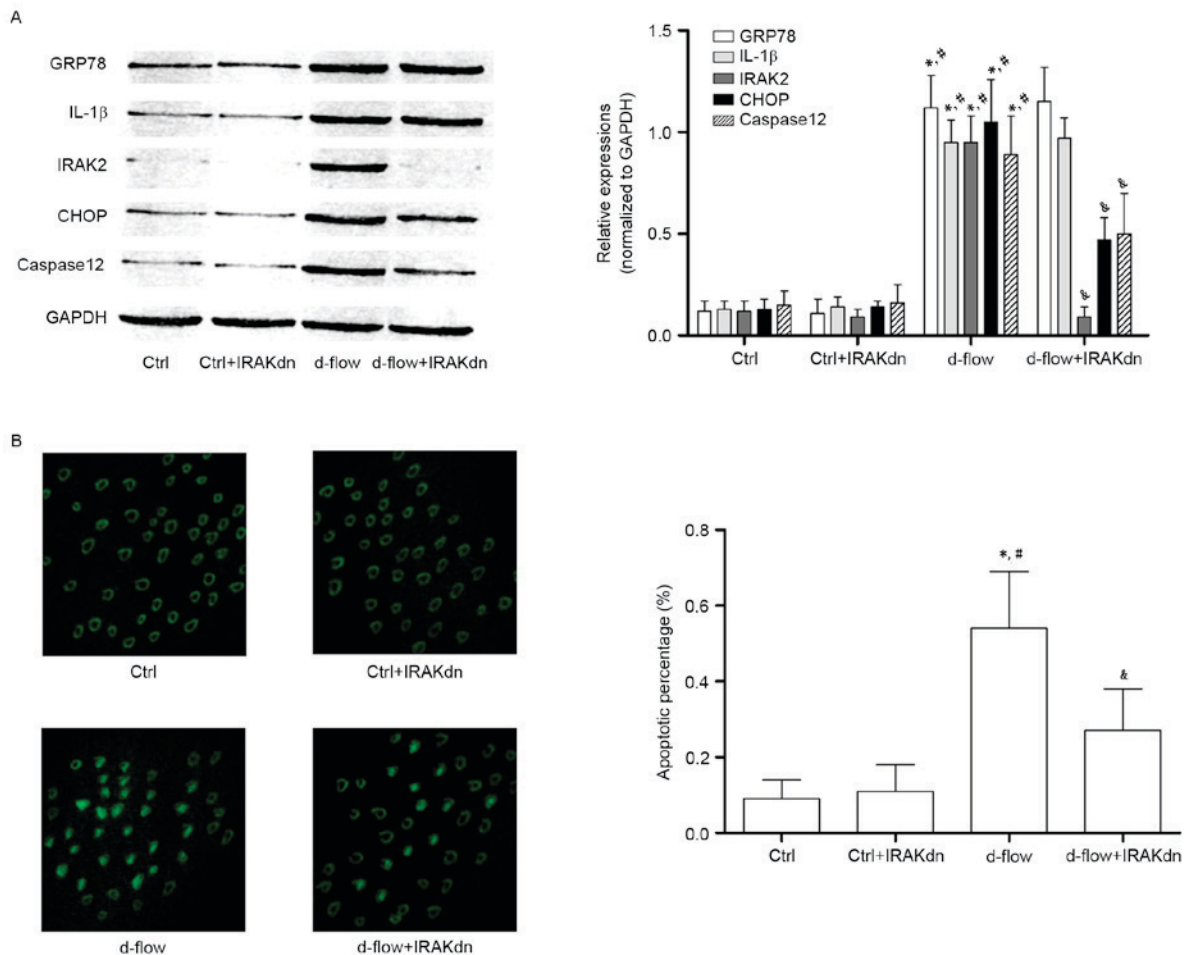 A
GRP78
IL-1β
IRAK2
CHOP
Caspase12
GAPDH
Ctrl Ctrl+IRAKdn d-flow d-flow+IRAKdn
Relative expressions
(normalized to GAPDH)
1.5
1.0
0.5
0.0
GRP78
IL-1β
IRAK2
CHOP
Caspase12
*,# *,# *,# *,# *,#
& & &
Ctrl Ctrl+IRAKdn d-flow d-flow+IRAKdn
B
Ctrl Ctrl+IRAKdn
d-flow d-flow+IRAKdn
Apoptotic percentage (%)
0.8
0.6
0.4
0.2
0.0
*, #
&
Ctrl Ctrl+IRAKdn d-flow d-flow+IRAKdn